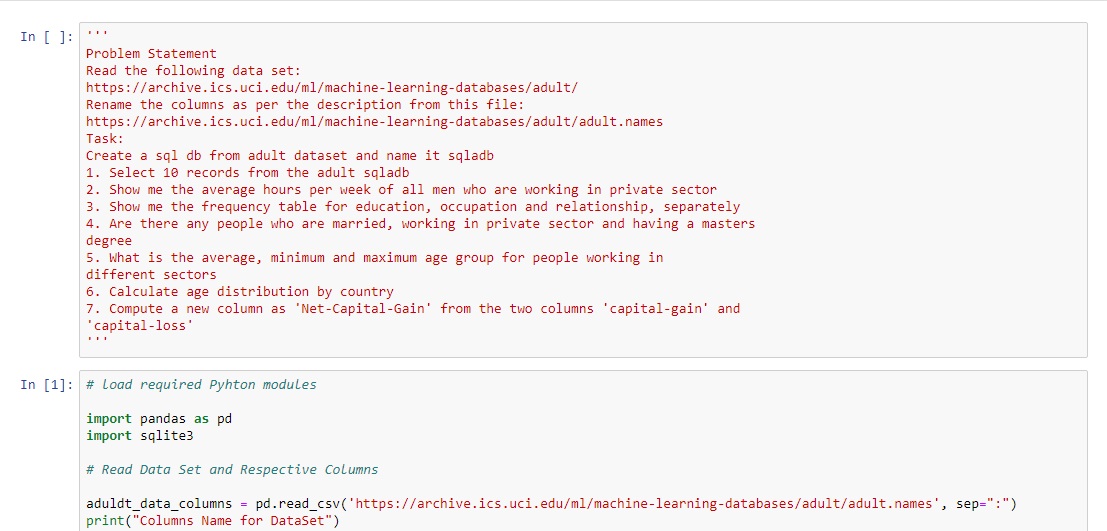 In [ ]: '''
Problem Statement
Read the following data set:
https://archive.ics.uci.edu/ml/machine-learning-databases/adult/
Rename the columns as per the description from this file:
https://archive.ics.uci.edu/ml/machine-learning-databases/adult/adult.names
Task:
Create a sql db from adult dataset and name it sqladb
1. Select 10 records from the adult sqladb
2. Show me the average hours per week of all men who are working in private sector
3. Show me the frequency table for education, occupation and relationship, separately
4. Are there any people who are married, working in private sector and having a masters
degree
5. What is the average, minimum and maximum age group for people working in
different sectors
6. Calculate age distribution by country
7. Compute a new column as 'Net-Capital-Gain' from the two columns 'capital-gain' and
'capital-loss'
'''
In [1]: # load required Pyhton modules
import pandas as pd
import sqlite3
# Read Data Set and Respective Columns
aduldt_data_columns = pd.read_csv('https://archive.ics.uci.edu/ml/machine-learning-databases/adult/adult.names', sep=":")
print("Columns Name for DataSet")